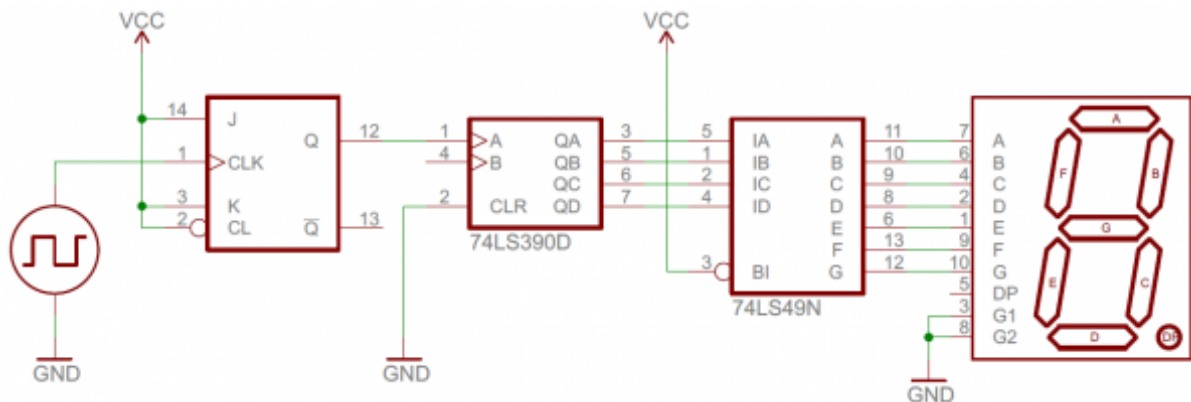 VCC
VCC
14 J
Q 12
1 CLK
3 K
2 CL
Q 13
GND
1 A
4 B
2 CLR
QA 3
QB 5
QC 6
QD 7
74LS390D
GND
5 IA
1 IB
2 IC
4 ID
3 BI
A 11
B 10
C 9
D 8
E 6
F 13
G 12
74LS49N
7 A
6 B
4 C
2 D
1 E
9 F
10 G
5 DP
3 G1
8 G2
GND
A
F
B
G
E
C
D
DP